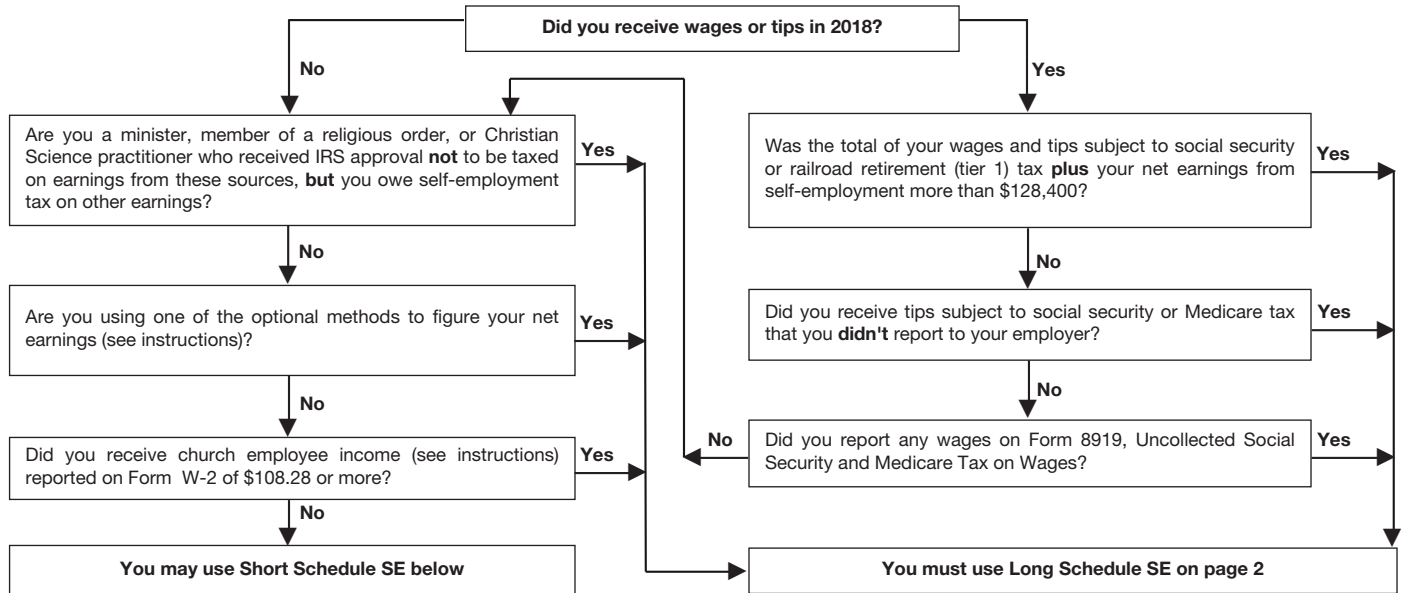 Did you receive wages or tips in 2018?
No
Yes
Are you a minister, member of a religious order, or Christian
Science practitioner who received IRS approval not to be taxed
on earnings from these sources, but you owe self-employment
tax on other earnings?
Yes
Was the total of your wages and tips subject to social security
or railroad retirement (tier 1) tax plus your net earnings from
self-employment more than $128,400?
Yes
No
No
Are you using one of the optional methods to figure your net
earnings (see instructions)?
Yes
Did you receive tips subject to social security or Medicare tax
that you didn't report to your employer?
Yes
No
No
Did you receive church employee income (see instructions)
reported on Form W-2 of $108.28 or more?
Yes
No
Did you report any wages on Form 8919, Uncollected Social
Security and Medicare Tax on Wages?
Yes
No
You may use Short Schedule SE below
You must use Long Schedule SE on page 2